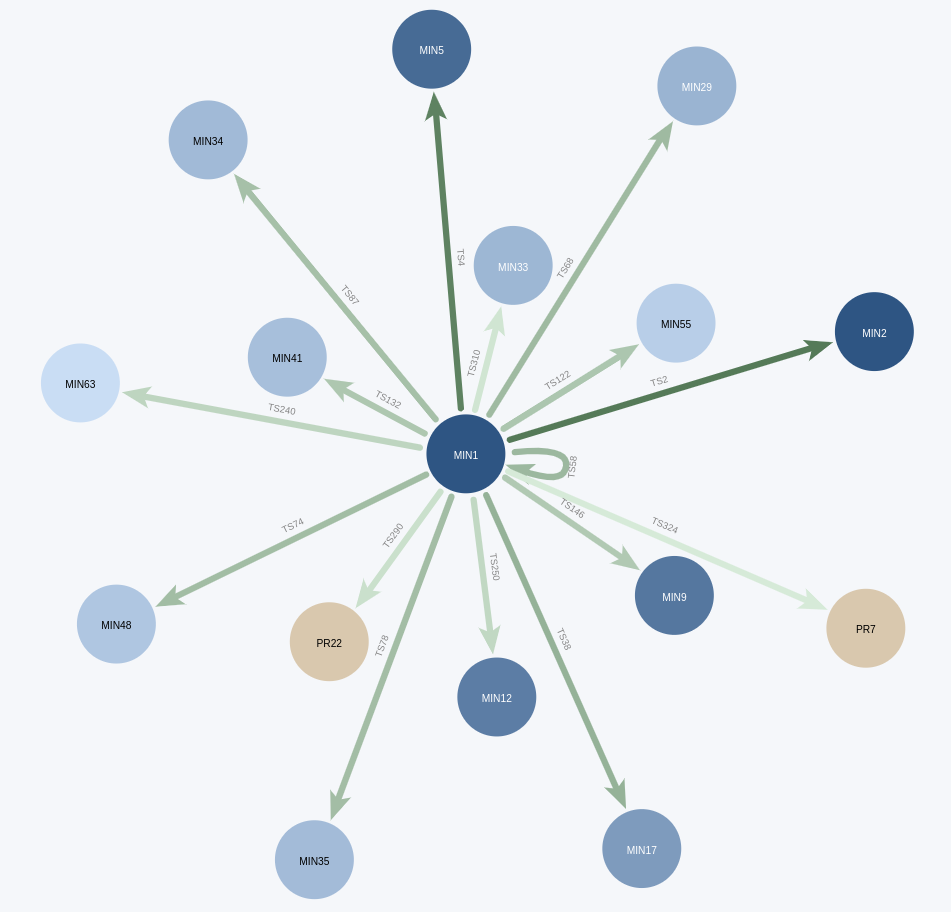 MIN5
MIN29
MIN34
TS4
MIN33
TS68
TS87
MIN55
MIN2
MIN41
TS310
TS122
TS2
MIN63
TS132
TS240
MIN1
TS58
TS74
TS290
TS250
TS146
TS324
MIN9
MIN48
PR22
TS78
TS38
PR7
MIN12
MIN35
MIN17